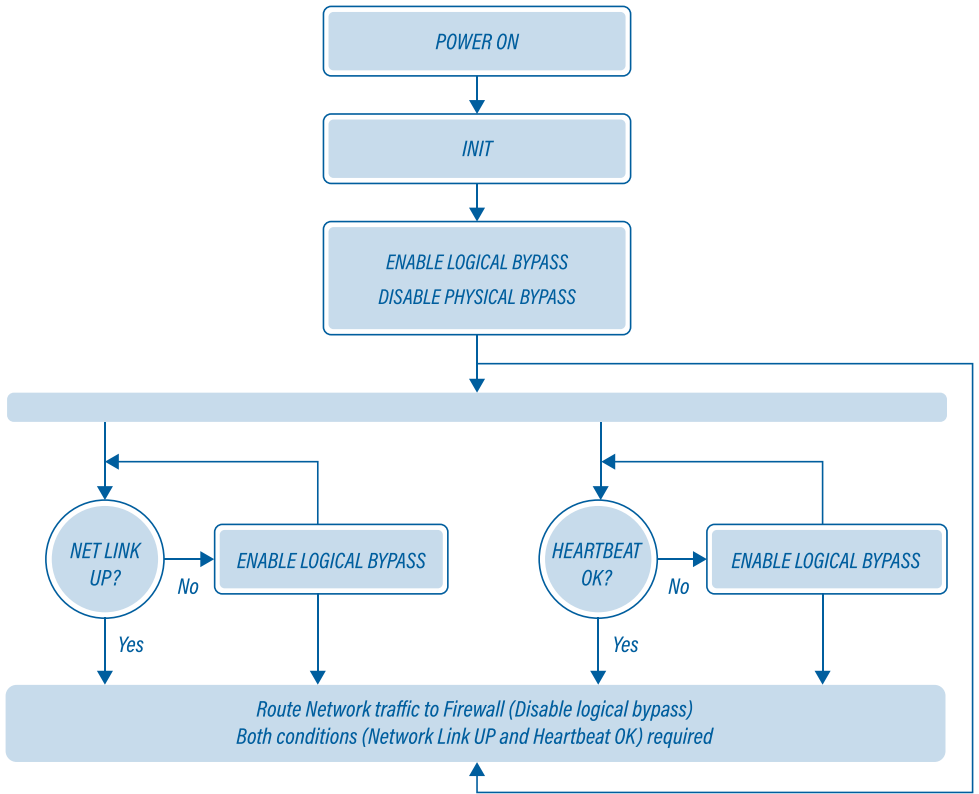 POWER ON
INIT
ENABLE LOGICAL BYPASS
DISABLE PHYSICAL BYPASS
NET LINK
UP?
No
ENABLE LOGICAL BYPASS
Yes
HEARTBEAT
OK?
No
ENABLE LOGICAL BYPASS
Yes
Route Network traffic to Firewall (Disable logical bypass)
Both conditions (Network Link UP and Heartbeat OK) required